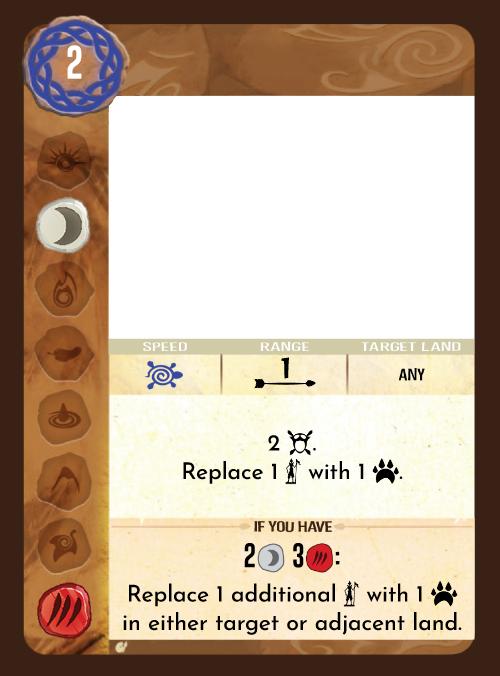 2
SPEED RANGE TARGET LAND
1 ANY
2 .
Replace 1 with 1 .
IF YOU HAVE
2 3 :
Replace 1 additional with 1
in either target or adjacent land.